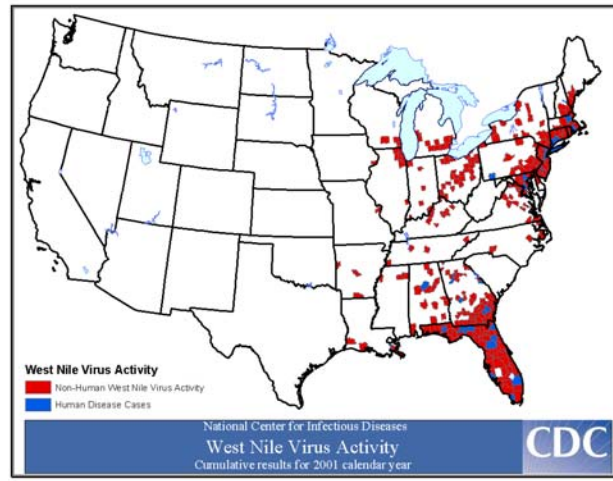 West Nile Virus Activity
Non-Human West Nile Virus Activity
Human Disease Cases
National Center for Infectious Diseases
West Nile Virus Activity
Cumulative results for 2001 calendar year
CDC